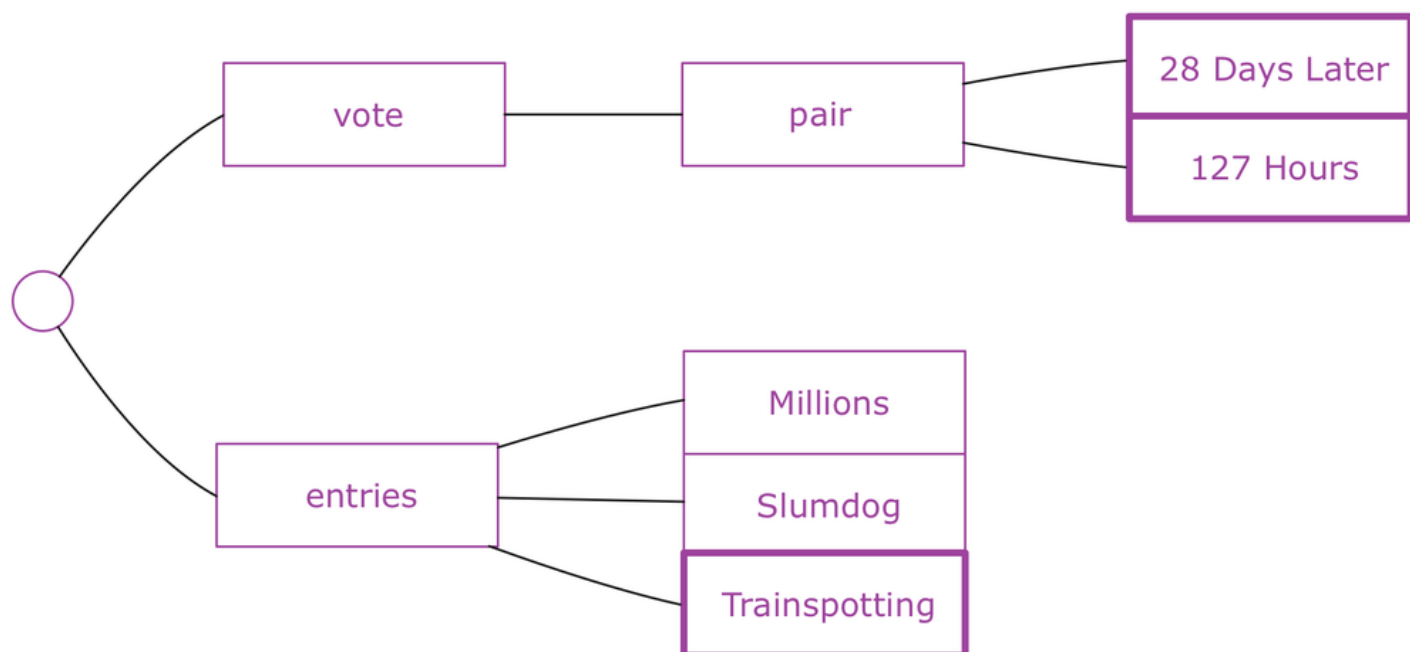 vote
pair
28 Days Later
127 Hours
entries
Millions
Slumdog
Trainspotting